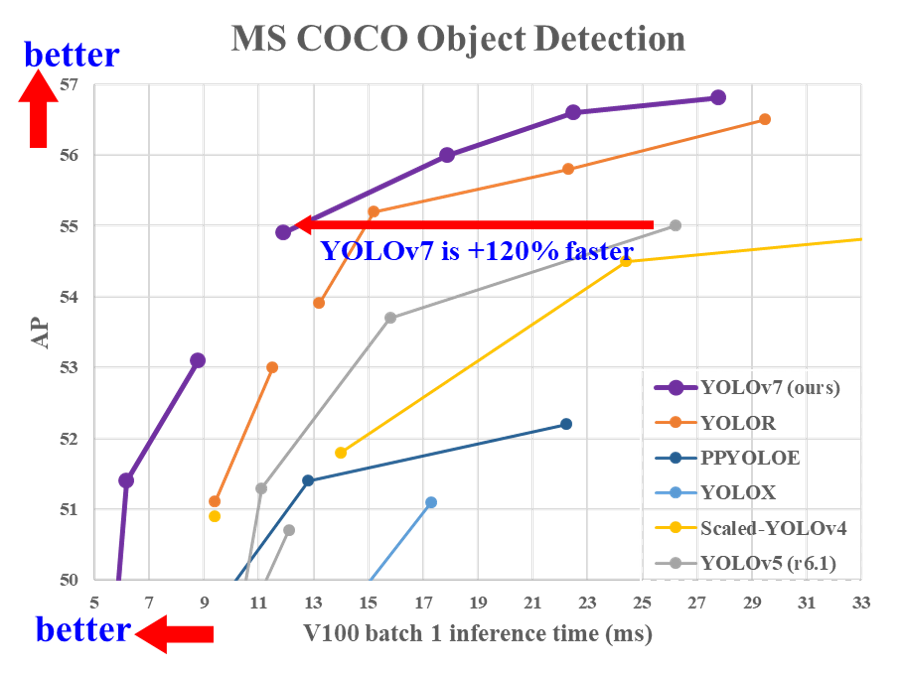 MS COCO Object Detection
better
57
56
55
YOLOv7 is +120% faster
54
AP
53
52
51
50
YOLOv7 (ours)
YOLOR
PPYOLOE
YOLOX
Scaled-YOLOv4
YOLOv5 (r6.1)
5 7 9 11 13 15 17 19 21 23 25 27 29 31 33
better
V100 batch 1 inference time (ms)